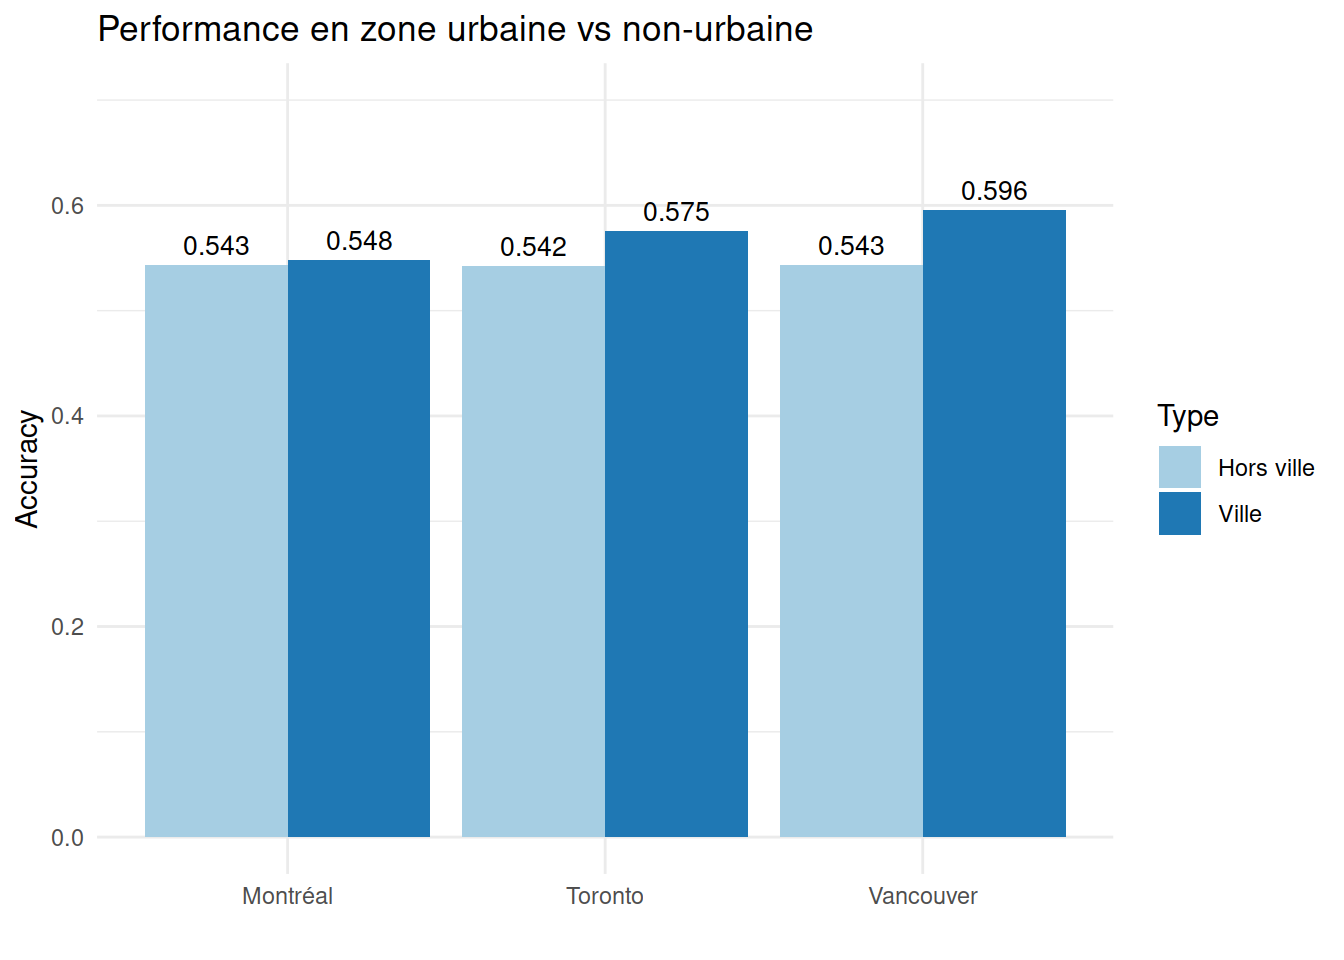 Performance en zone urbaine vs non-urbaine
Accuracy
0.6
0.4
0.2
0.0
0.543
0.548
0.542
0.575
0.543
0.596
Montréal
Toronto
Vancouver
Type
Hors ville
Ville